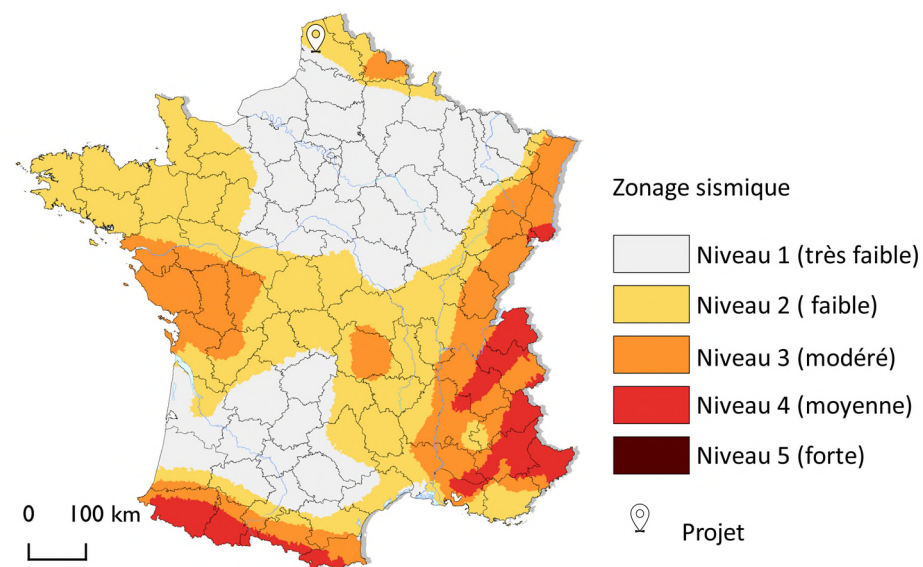 Zonage sismique
Niveau 1 (très faible)
Niveau 2 ( faible)
Niveau 3 (modéré)
Niveau 4 (moyenne)
Niveau 5 (forte)
Projet
0 100 km